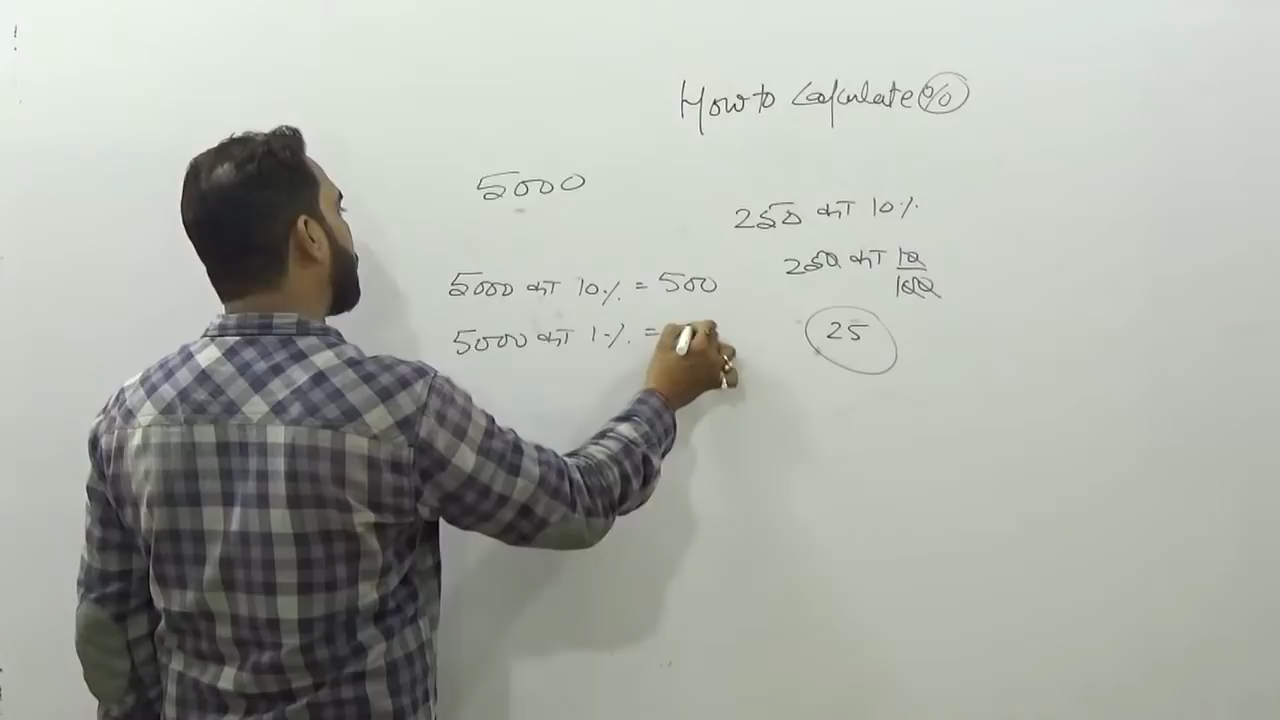 How to Calculate %
5000
250 का 10%
250 का 10/100
25
5000 का 10% = 500
5000 का 1% =